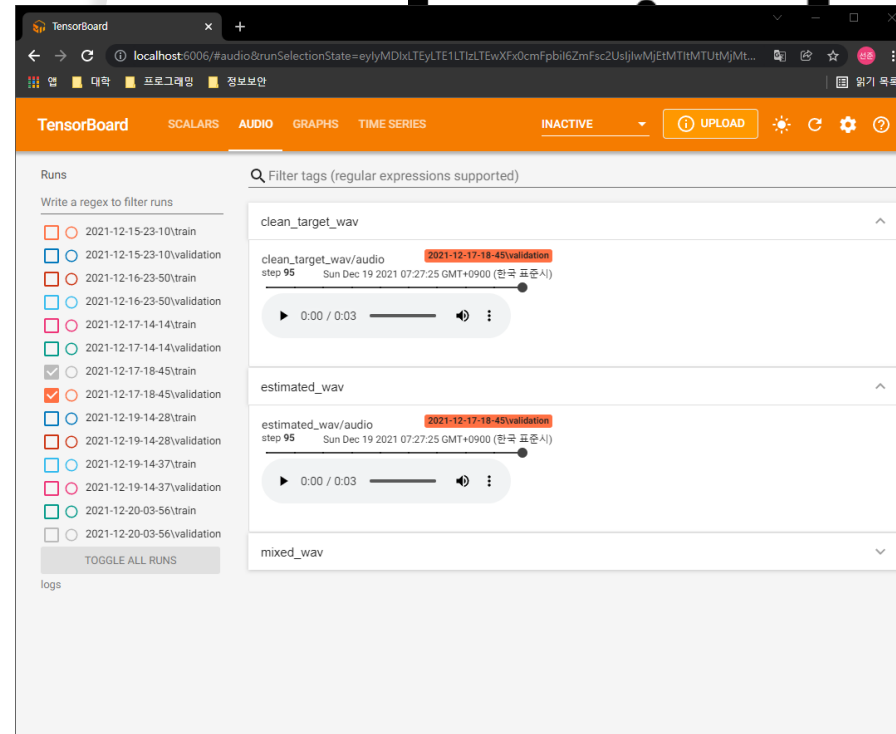 TensorBoard
localhost:6006/#audio&runSelectionState=eyIyMDIxLTEyLTE1LTIzLTEwXFx0cmFpbiI6ZmFsc2UsIjIwMjEtMTItMTUtMjMt...
선준
앱 대학 프로그래밍 정보보안 읽기 목록
TensorBoard SCALARS AUDIO GRAPHS TIME SERIES INACTIVE UPLOAD
Runs
Write a regex to filter runs
2021-12-15-23-10\train
2021-12-15-23-10\validation
2021-12-16-23-50\train
2021-12-16-23-50\validation
2021-12-17-14-14\train
2021-12-17-14-14\validation
2021-12-17-18-45\train
2021-12-17-18-45\validation
2021-12-19-14-28\train
2021-12-19-14-28\validation
2021-12-19-14-37\train
2021-12-19-14-37\validation
2021-12-20-03-56\train
2021-12-20-03-56\validation
TOGGLE ALL RUNS
logs
Filter tags (regular expressions supported)
clean_target_wav
clean_target_wav/audio 2021-12-17-18-45\validation
step 95 Sun Dec 19 2021 07:27:25 GMT+0900 (한국 표준시)
0:00 / 0:03
estimated_wav
estimated_wav/audio 2021-12-17-18-45\validation
step 95 Sun Dec 19 2021 07:27:25 GMT+0900 (한국 표준시)
0:00 / 0:03
mixed_wav